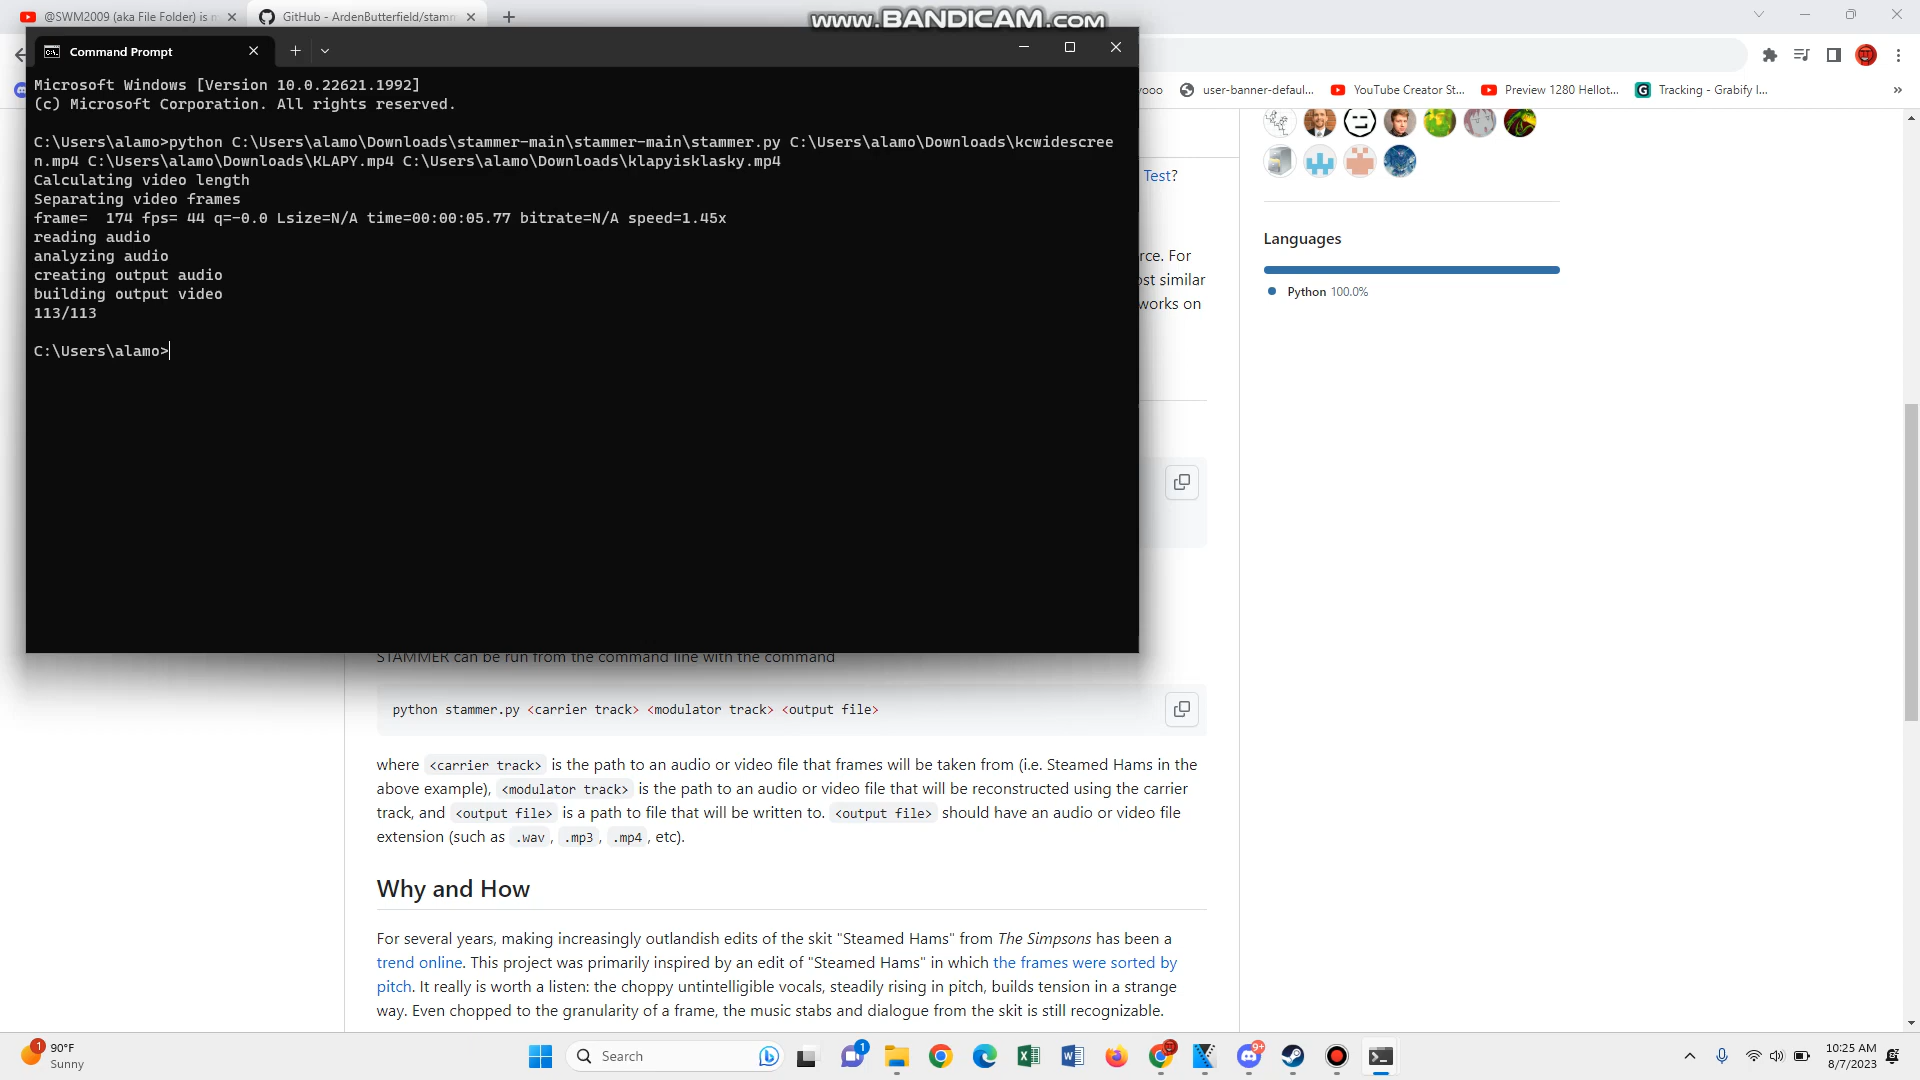 @SWM2009 (aka File Folder) is n
GitHub - ArdenButterfield/stamm
www.BANDICAM.com
Command Prompt
yooo
user-banner-defaul...
YouTube Creator St...
Preview 1280 Hellot...
Tracking - Grabify I...
»
Microsoft Windows [Version 10.0.22621.1992]
(c) Microsoft Corporation. All rights reserved.
C:\Users\alamo>python C:\Users\alamo\Downloads\stammer-main\stammer-main\stammer.py C:\Users\alamo\Downloads\kcwidescree
n.mp4 C:\Users\alamo\Downloads\KLAPY.mp4 C:\Users\alamo\Downloads\klapyisklasky.mp4
Calculating video length
Separating video frames
frame=  174 fps= 44 q=-0.0 Lsize=N/A time=00:00:05.77 bitrate=N/A speed=1.45x
reading audio
analyzing audio
creating output audio
building output video
113/113
C:\Users\alamo>
Test?
rce. For
ost similar
works on
Languages
Python 100.0%
STAMMER can be run from the command line with the command
python stammer.py <carrier track> <modulator track> <output file>
where <carrier track> is the path to an audio or video file that frames will be taken from (i.e. Steamed Hams in the
above example), <modulator track> is the path to an audio or video file that will be reconstructed using the carrier
track, and <output file> is a path to file that will be written to. <output file> should have an audio or video file
extension (such as .wav, .mp3, .mp4, etc).
Why and How
For several years, making increasingly outlandish edits of the skit "Steamed Hams" from The Simpsons has been a
trend online. This project was primarily inspired by an edit of "Steamed Hams" in which the frames were sorted by
pitch. It really is worth a listen: the choppy untintelligible vocals, steadily rising in pitch, builds tension in a strange
way. Even chopped to the granularity of a frame, the music stabs and dialogue from the skit is still recognizable.
1
90°F
Sunny
Search
1
9+
10:25 AM
8/7/2023